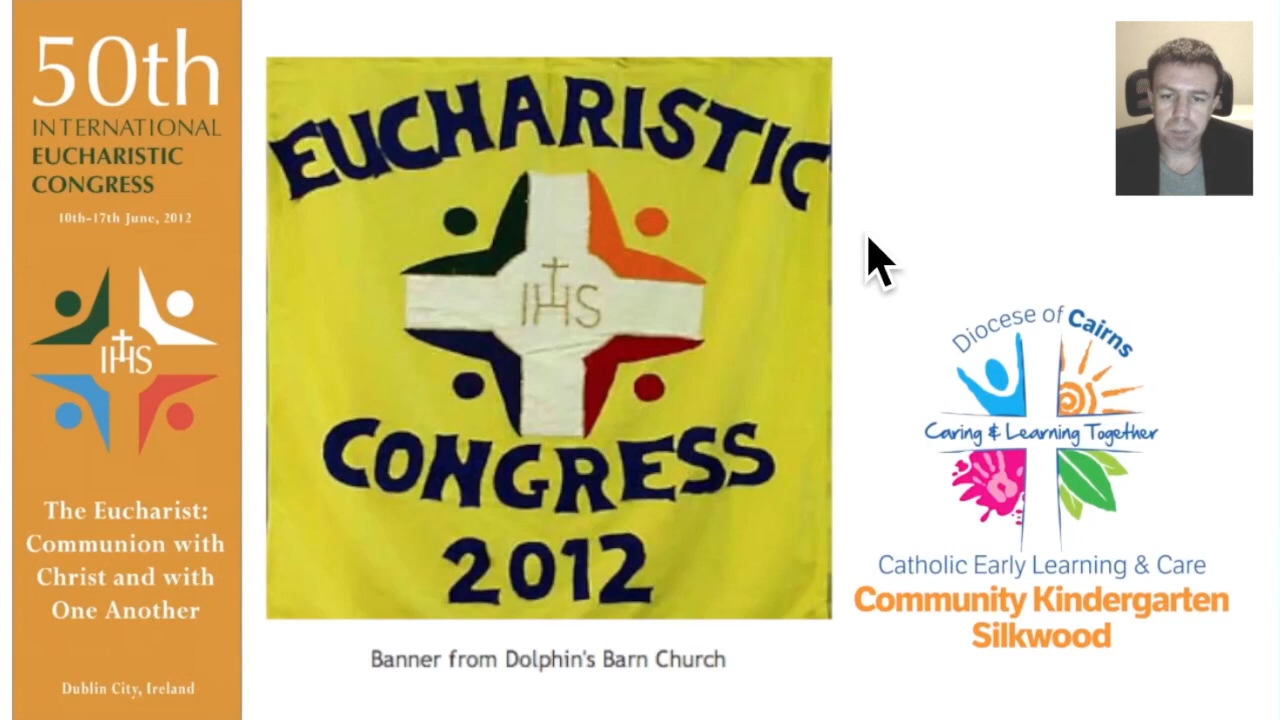 50th
INTERNATIONAL
EUCHARISTIC
CONGRESS
10th-17th June, 2012
IHS
The Eucharist:
Communion with
Christ and with
One Another
Dublin City, Ireland
EUCHARISTIC
IHS
CONGRESS
2012
Banner from Dolphin's Barn Church
Diocese of Cairns
Caring & Learning Together
Catholic Early Learning & Care
Community Kindergarten
Silkwood